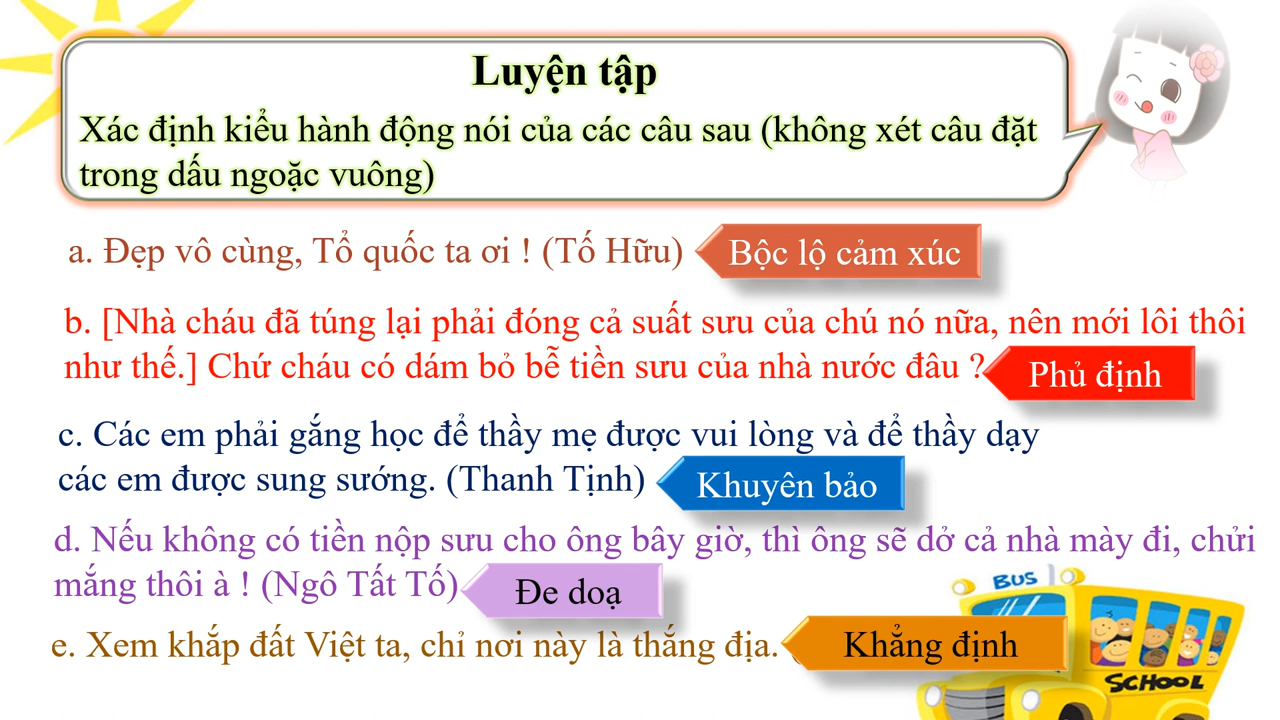 Luyện tập
Xác định kiểu hành động nói của các câu sau (không xét câu đặt
trong dấu ngoặc vuông)
a. Đẹp vô cùng, Tổ quốc ta ơi ! (Tố Hữu)
Bộc lộ cảm xúc
b. [Nhà cháu đã túng lại phải đóng cả suất sưu của chú nó nữa, nên mới lôi thôi
như thế.] Chứ cháu có dám bỏ bễ tiền sưu của nhà nước đâu ?
Phủ định
c. Các em phải gắng học để thầy mẹ được vui lòng và để thầy dạy
các em được sung sướng. (Thanh Tịnh)
Khuyên bảo
d. Nếu không có tiền nộp sưu cho ông bây giờ, thì ông sẽ dở cả nhà mày đi, chửi
mắng thôi à ! (Ngô Tất Tố)
Đe doạ
e. Xem khắp đất Việt ta, chỉ nơi này là thắng địa.
Khẳng định
BUS
SCHOOL